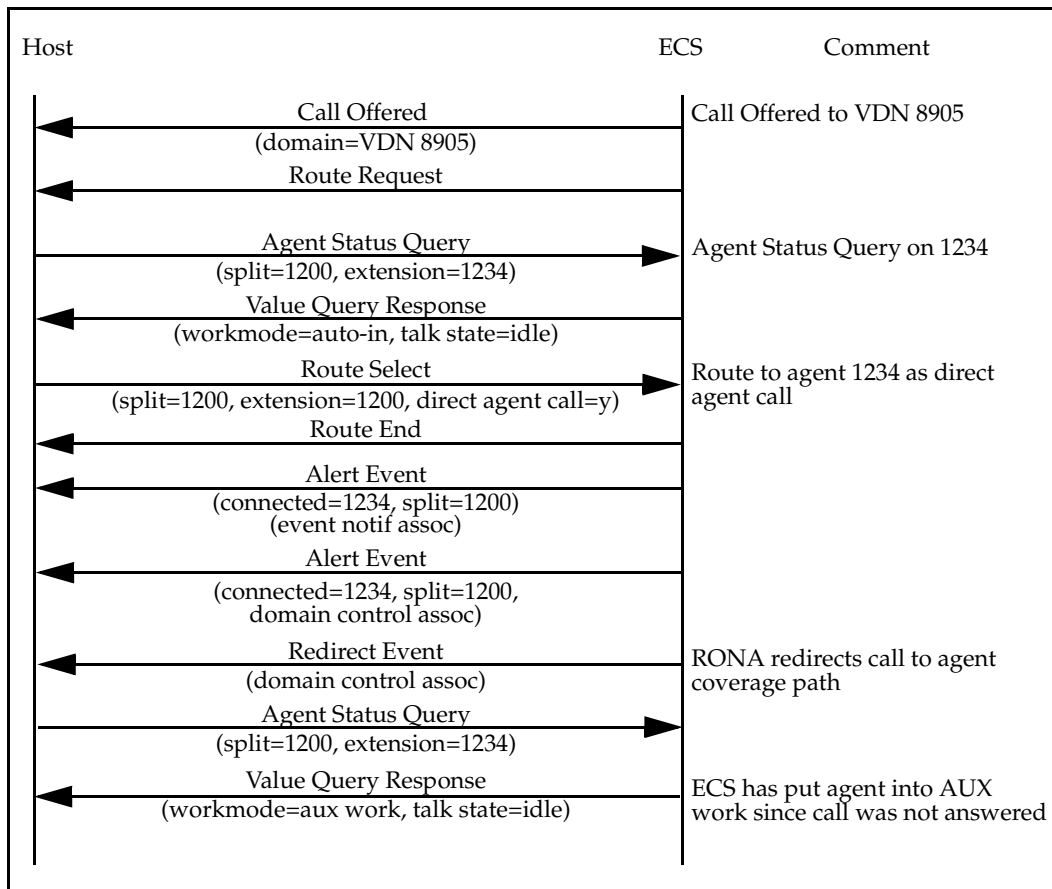 Host ECS Comment
Call Offered Call Offered to VDN 8905
(domain=VDN 8905)
Route Request
Agent Status Query Agent Status Query on 1234
(split=1200, extension=1234)
Value Query Response
(workmode=auto-in, talk state=idle)
Route Select Route to agent 1234 as direct
(split=1200, extension=1200, direct agent call=y) agent call
Route End
Alert Event
(connected=1234, split=1200)
(event notif assoc)
Alert Event
(connected=1234, split=1200,
domain control assoc)
Redirect Event RONA redirects call to agent
(domain control assoc) coverage path
Agent Status Query
(split=1200, extension=1234)
Value Query Response ECS has put agent into AUX
(workmode=aux work, talk state=idle) work since call was not answered